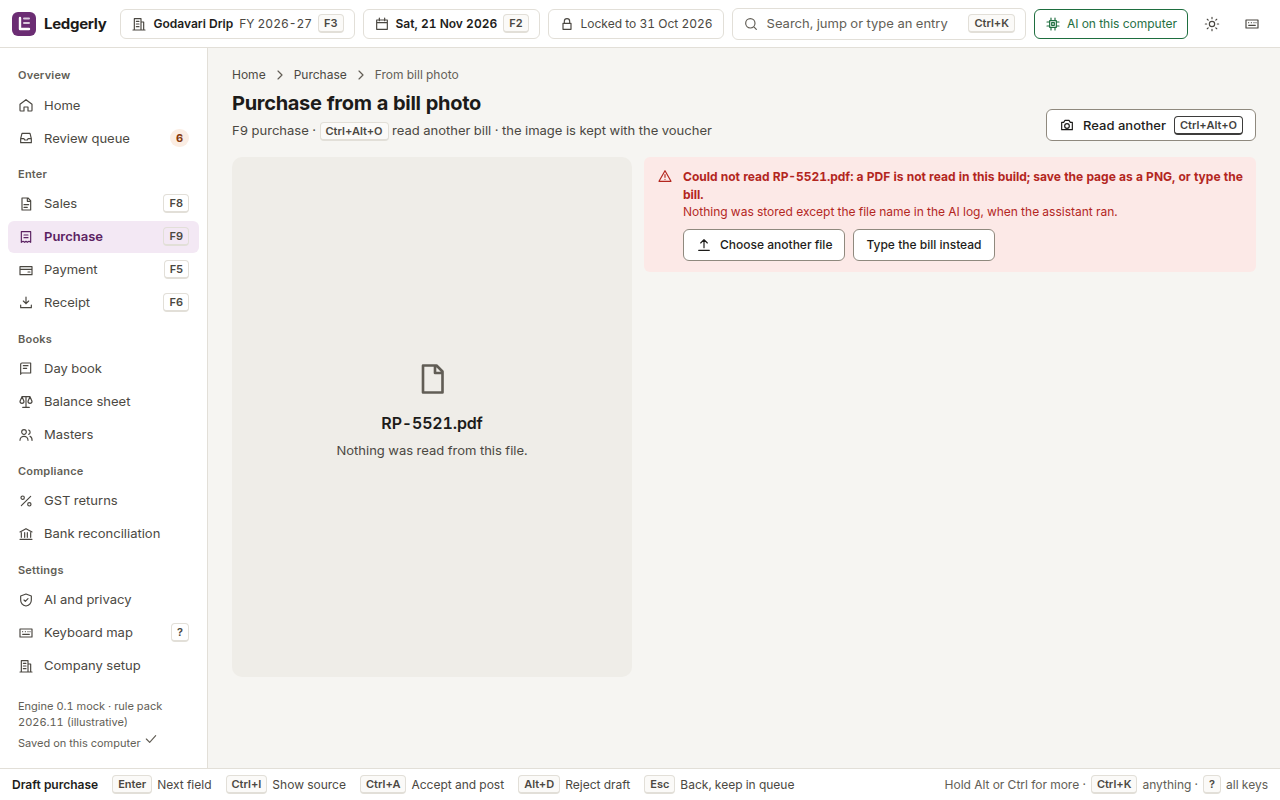 Ledgerly
Godavari Drip FY 2026-27 F3
Sat, 21 Nov 2026 F2
Locked to 31 Oct 2026
Search, jump or type an entry Ctrl+K
AI on this computer
Overview
Home
Review queue 6
Enter
Sales F8
Purchase F9
Payment F5
Receipt F6
Books
Day book
Balance sheet
Masters
Compliance
GST returns
Bank reconciliation
Settings
AI and privacy
Keyboard map ?
Company setup
Engine 0.1 mock · rule pack
2026.11 (illustrative)
Saved on this computer
Home Purchase From bill photo
Purchase from a bill photo
F9 purchase · Ctrl+Alt+O read another bill · the image is kept with the voucher
Read another Ctrl+Alt+O
RP-5521.pdf
Nothing was read from this file.
Could not read RP-5521.pdf: a PDF is not read in this build; save the page as a PNG, or type the
bill.
Nothing was stored except the file name in the AI log, when the assistant ran.
Choose another file
Type the bill instead
Draft purchase Enter Next field Ctrl+I Show source Ctrl+A Accept and post Alt+D Reject draft Esc Back, keep in queue
Hold Alt or Ctrl for more · Ctrl+K anything · ? all keys